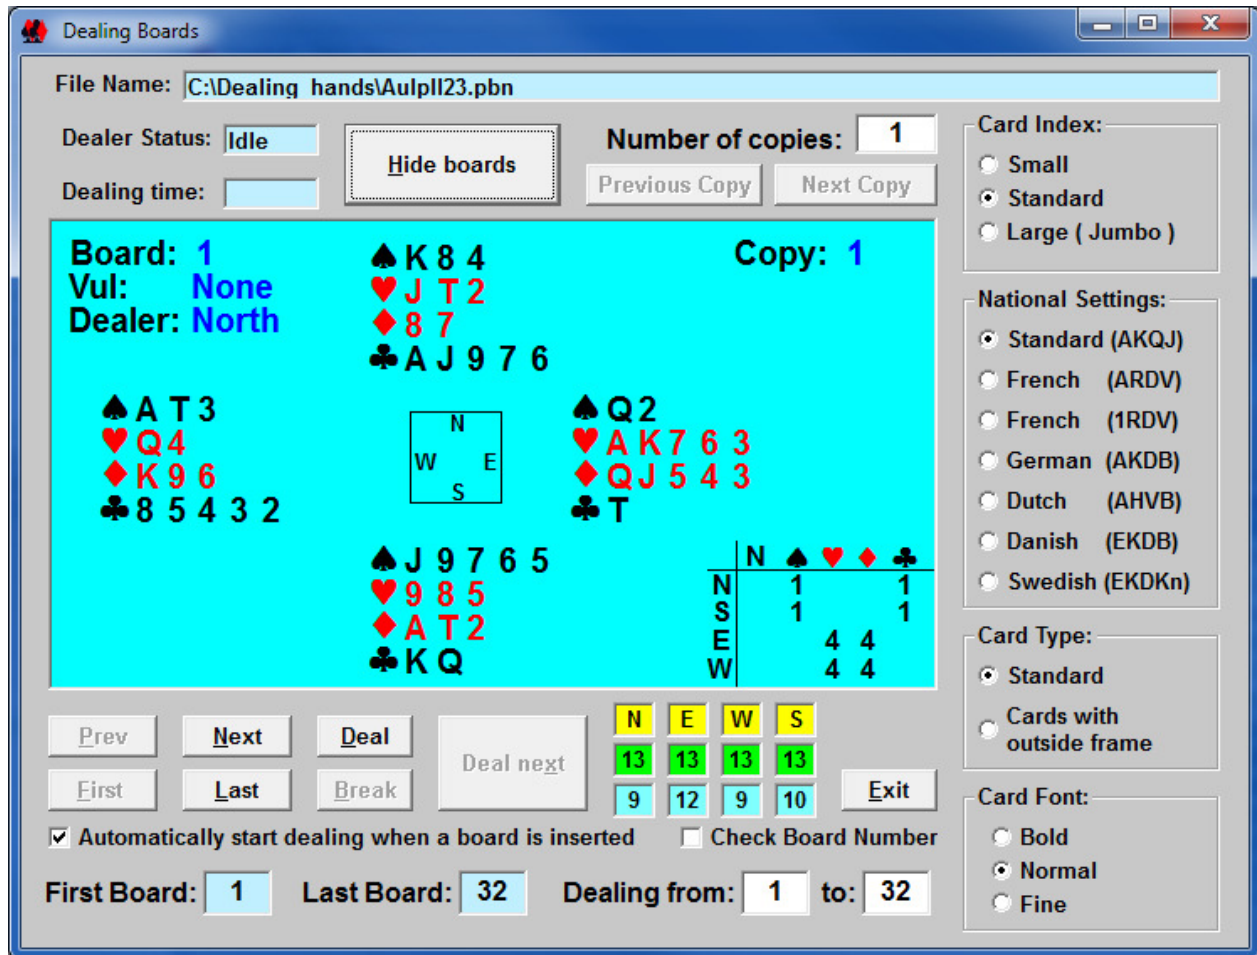 Dealing Boards
File Name: C:\Dealing hands\Aulpll23.pbn
Dealer Status: Idle
Dealing time:
Hide boards
Number of copies: 1
Previous Copy Next Copy
Board: 1
Vul: None
Dealer: North
Copy: 1
♠ K 8 4
♥ J T 2
♦ 8 7
♣ A J 9 7 6
♠ A T 3
♥ Q 4
♦ K 9 6
♣ 8 5 4 3 2
N
W E
S
♠ Q 2
♥ A K 7 6 3
♦ Q J 5 4 3
♣ T
♠ J 9 7 6 5
♥ 9 8 5
♦ A T 2
♣ K Q
N ♠ ♥ ♦ ♣
N 1 1
S 1 1
E 4 4
W 4 4
Prev Next Deal
First Last Break
Deal next
N E W S
13 13 13 13
9 12 9 10
Exit
Automatically start dealing when a board is inserted
Check Board Number
First Board: 1 Last Board: 32 Dealing from: 1 to: 32
Card Index:
Small
Standard
Large ( Jumbo )
National Settings:
Standard (AKQJ)
French (ARDV)
French (1RDV)
German (AKDB)
Dutch (AHVB)
Danish (EKDB)
Swedish (EKDKn)
Card Type:
Standard
Cards with
outside frame
Card Font:
Bold
Normal
Fine